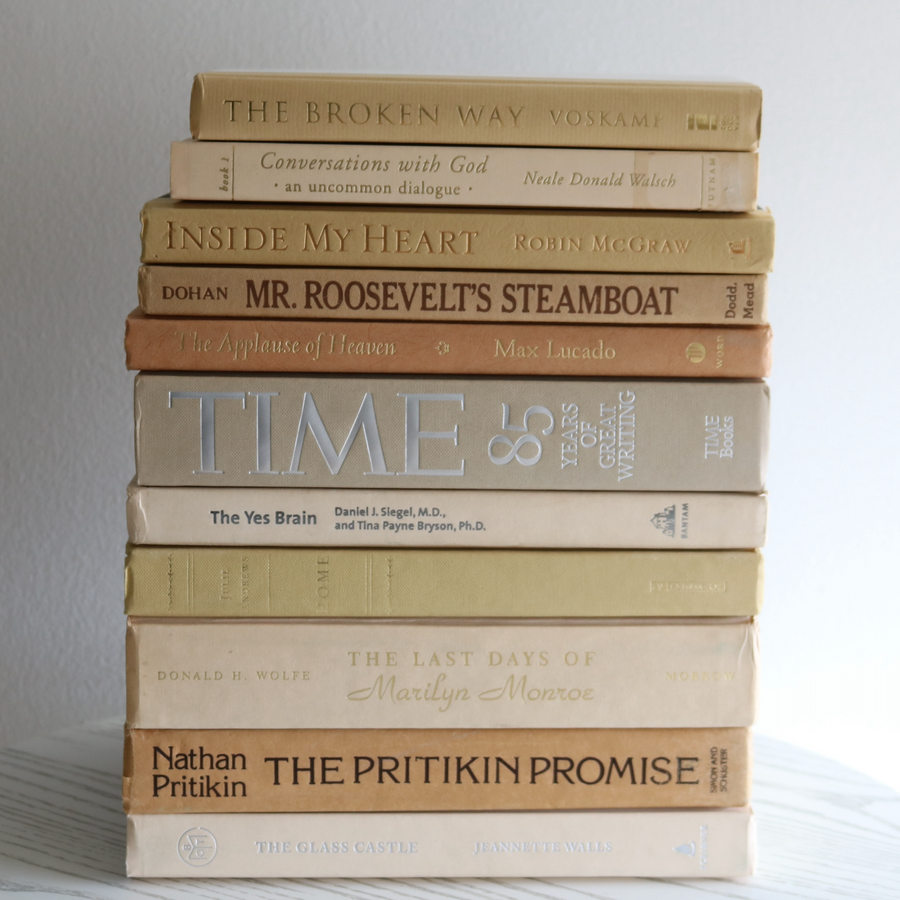 THE BROKEN WAY VOSKAMP
book 1 Conversations with God
· an uncommon dialogue · Neale Donald Walsch PUTNAM
INSIDE MY HEART ROBIN MCGRAW
DOHAN MR. ROOSEVELT'S STEAMBOAT Dodd, Mead
The Applause of Heaven Max Lucado WORD
TIME 85 YEARS OF GREAT WRITING TIME Books
The Yes Brain Daniel J. Siegel, M.D.,
and Tina Payne Bryson, Ph.D. BANTAM
JULIE ANDREWS HOME
DONALD H. WOLFE THE LAST DAYS OF
Marilyn Monroe MORROW
Nathan
Pritikin THE PRITIKIN PROMISE SIMON AND SCHUSTER
THE GLASS CASTLE JEANNETTE WALLS